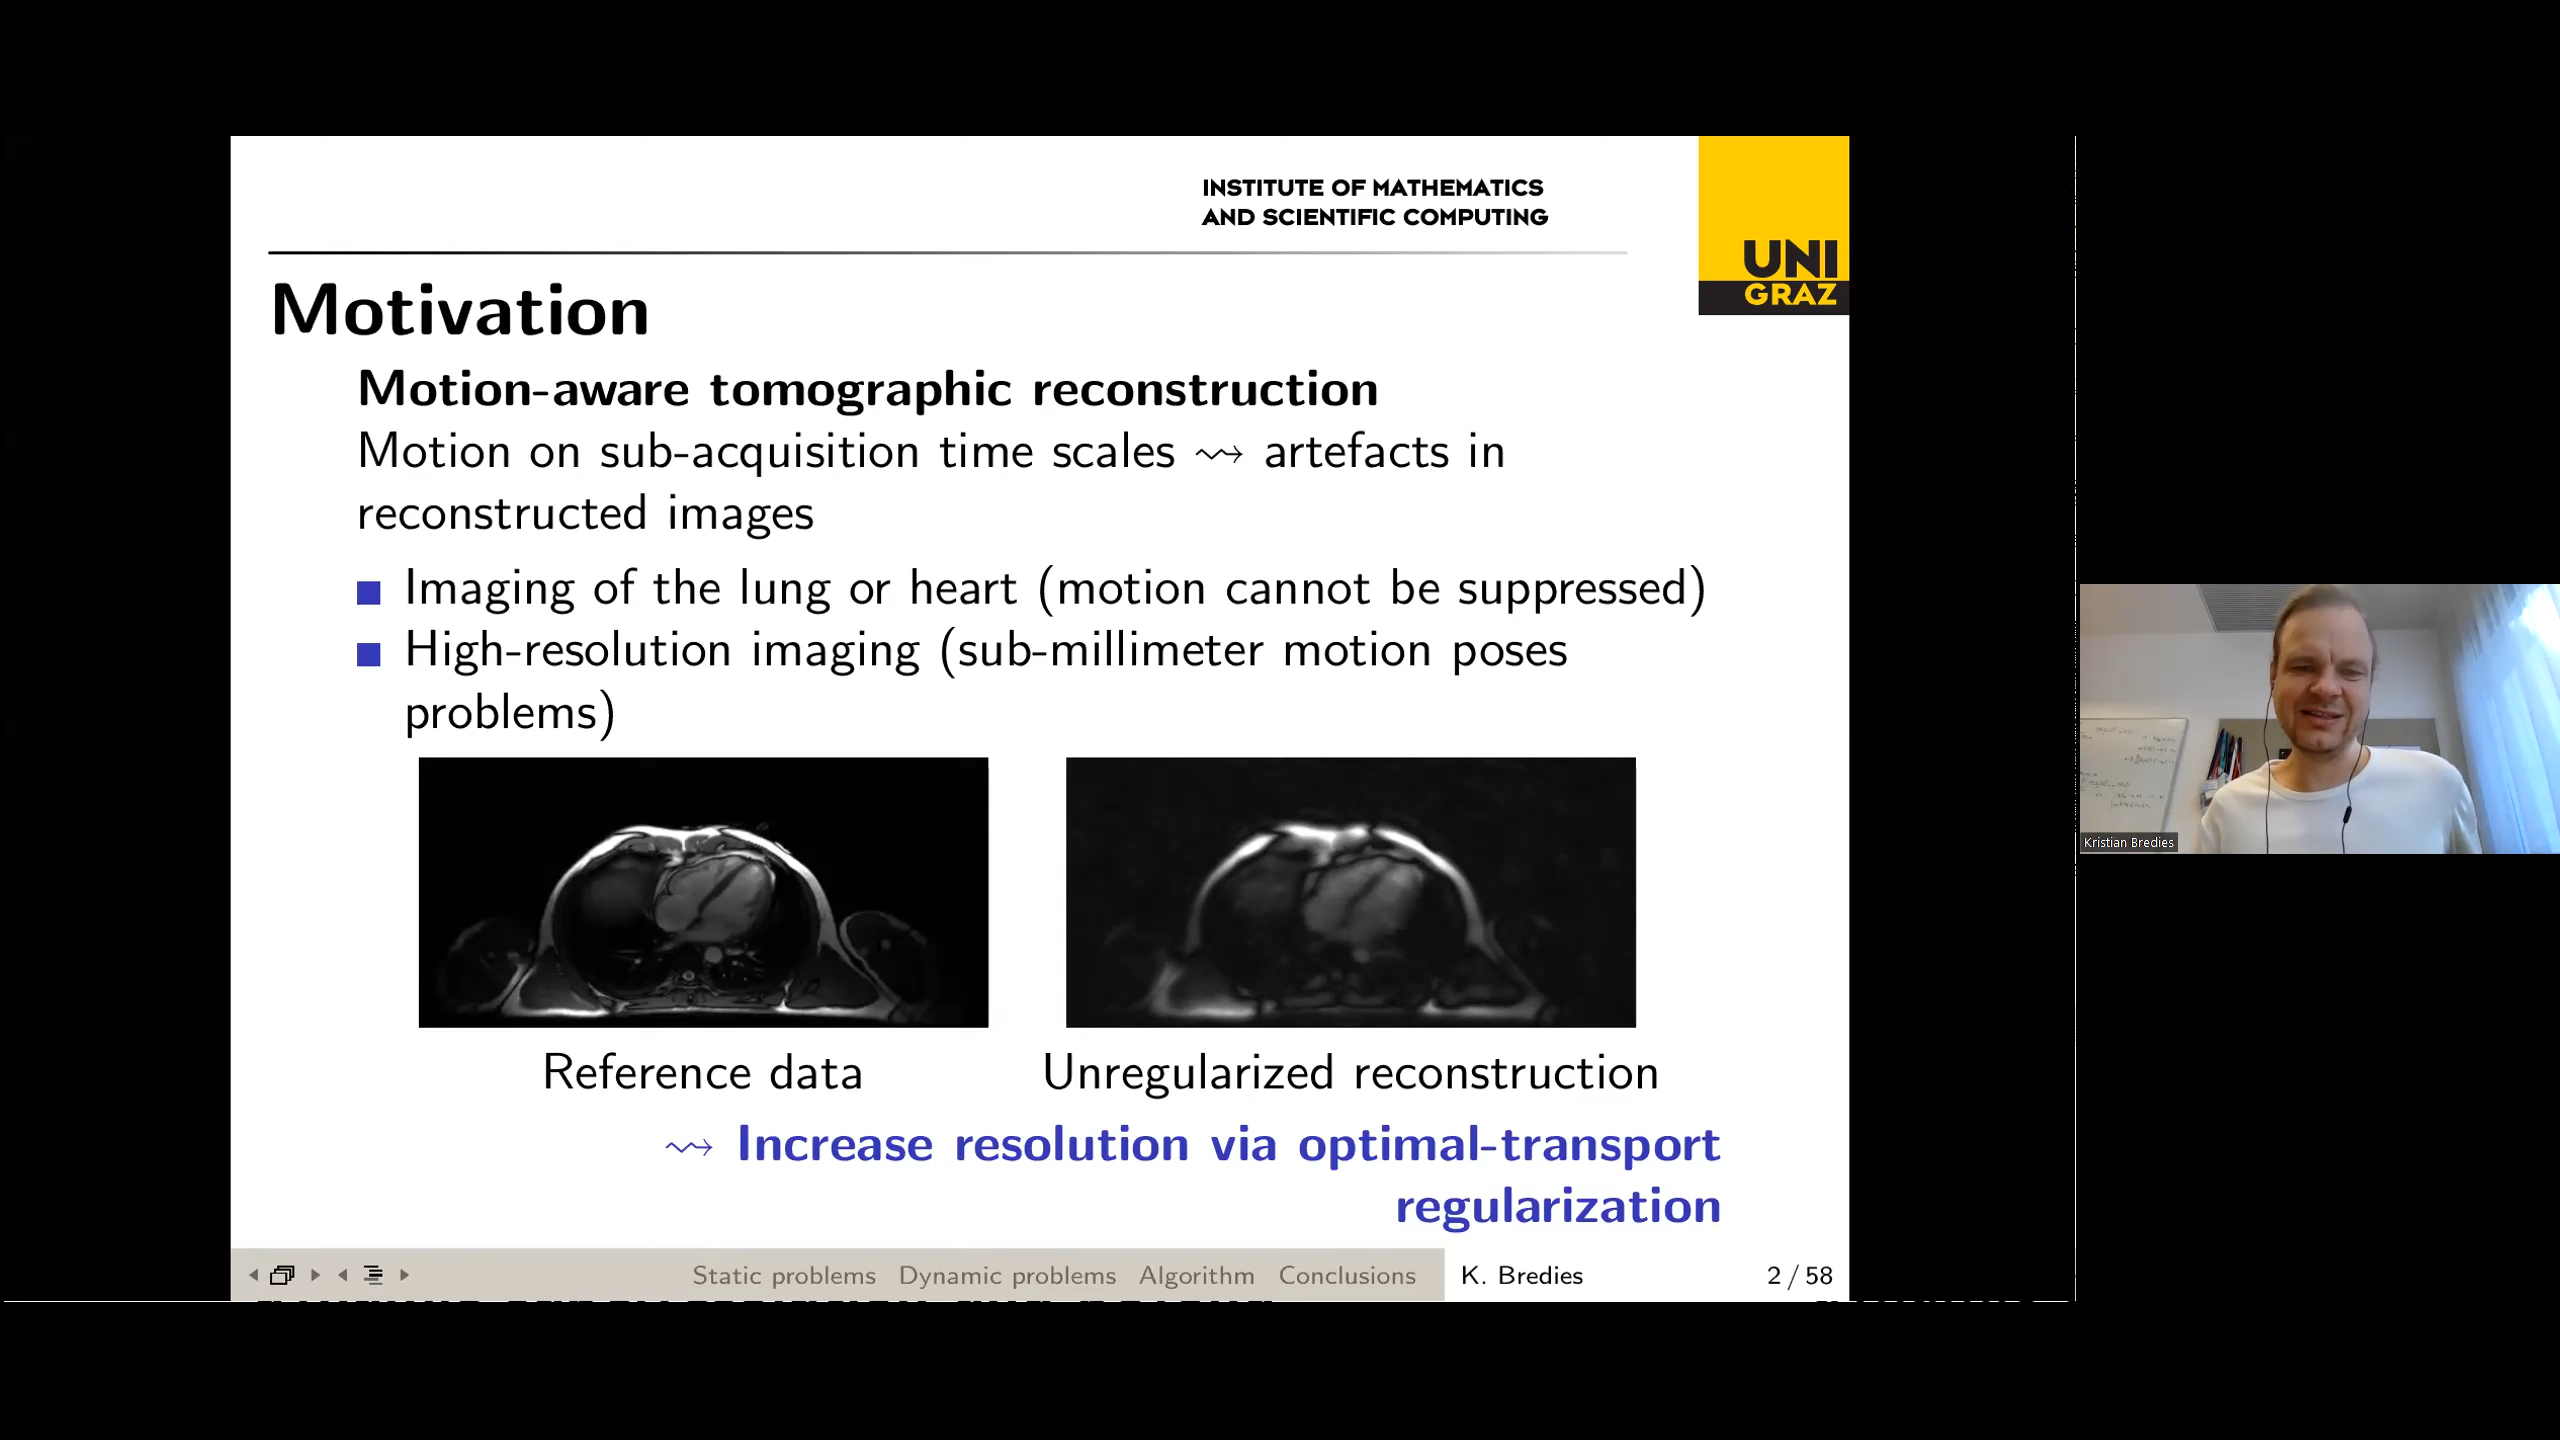 INSTITUTE OF MATHEMATICS
AND SCIENTIFIC COMPUTING
UNI
GRAZ
Motivation
Motion-aware tomographic reconstruction
Motion on sub-acquisition time scales ⇝ artefacts in
reconstructed images
Imaging of the lung or heart (motion cannot be suppressed)
High-resolution imaging (sub-millimeter motion poses
problems)
Reference data
Unregularized reconstruction
⇝ Increase resolution via optimal-transport
regularization
Static problems Dynamic problems Algorithm Conclusions
K. Bredies
2 / 58
Kristian Bredies